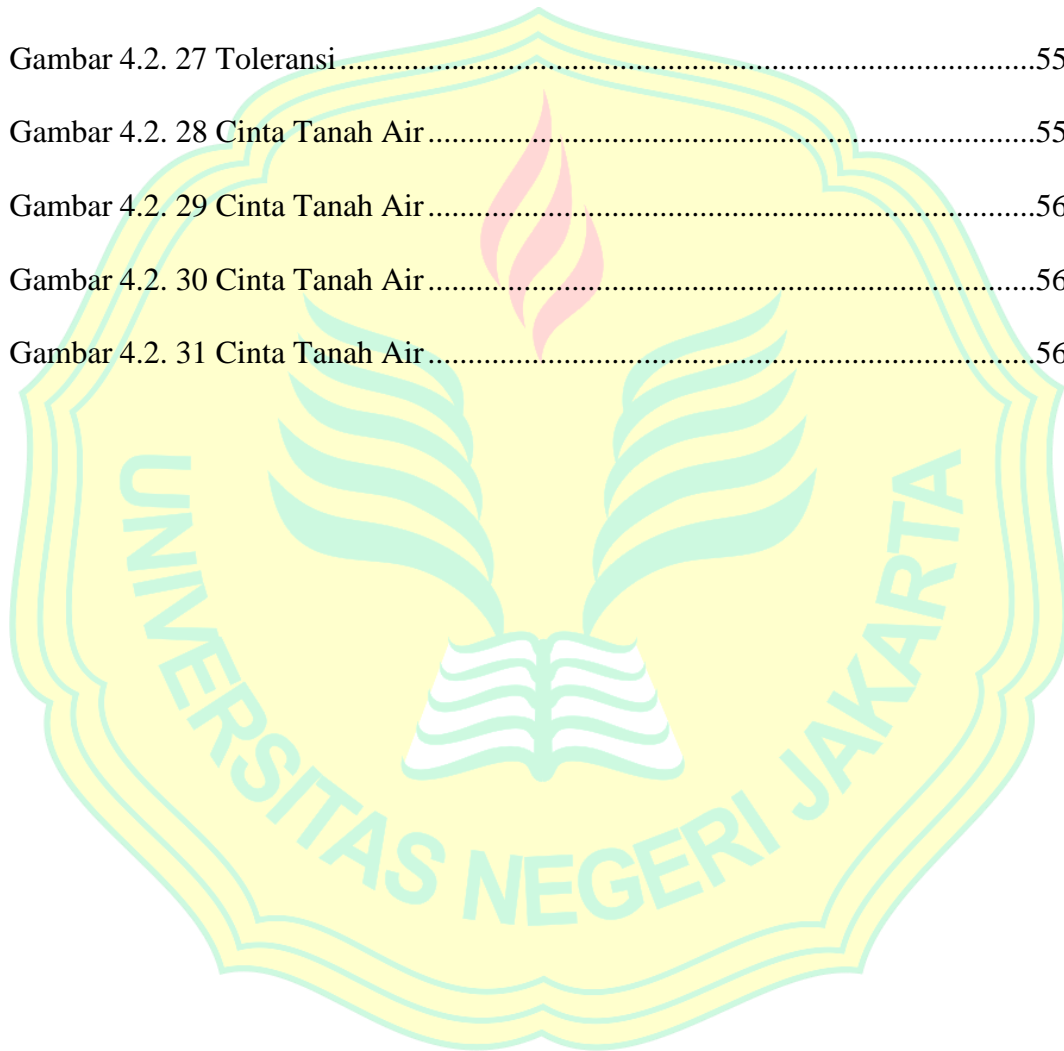 Gambar 4.2. 27 Toleransi.......................................................................................55
Gambar 4.2. 28 Cinta Tanah Air............................................................................55
Gambar 4.2. 29 Cinta Tanah Air............................................................................56
Gambar 4.2. 30 Cinta Tanah Air............................................................................56
Gambar 4.2. 31 Cinta Tanah Air............................................................................56
UNIVERSITAS NEGERI JAKARTA